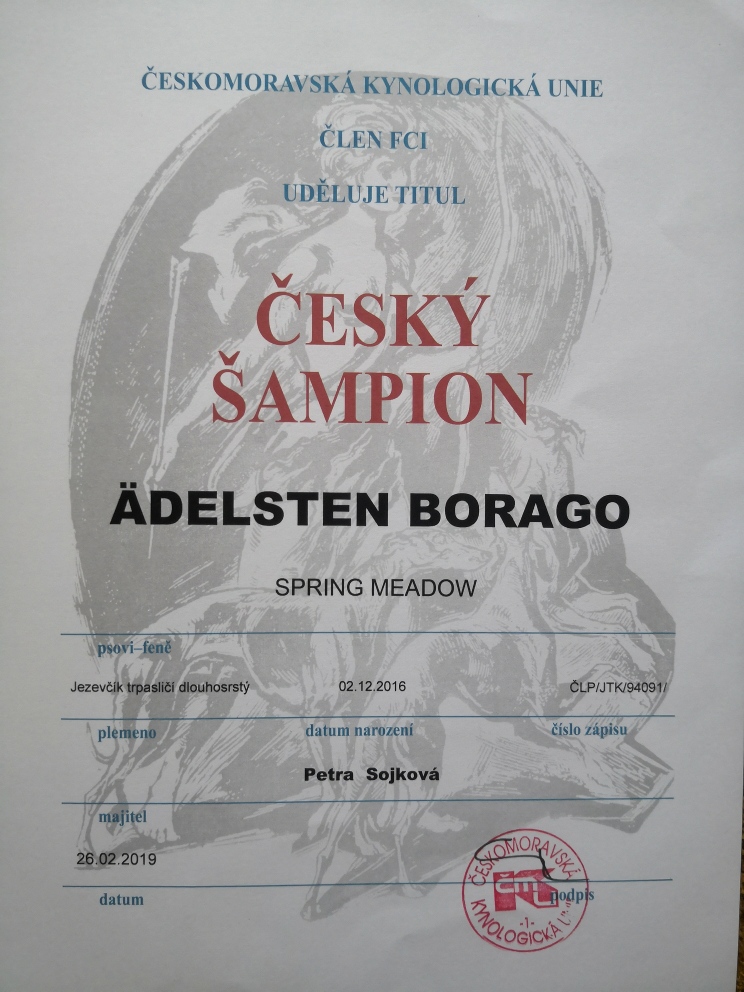 ČESKOMORAVSKÁ KYNOLOGICKÁ UNIE
ČLEN FCI
UDĚLUJE TITUL
ČESKÝ
ŠAMPION
ÄDELSTEN BORAGO
SPRING MEADOW
psovi–feně
Jezevčík trpasličí dlouhosrstý 02.12.2016 ČLP/JTK/94091/
plemeno datum narození číslo zápisu
Petra Sojková
majitel
26.02.2019
datum podpis
ČESKOMORAVSKÁ
KYNOLOGICKÁ
-1-